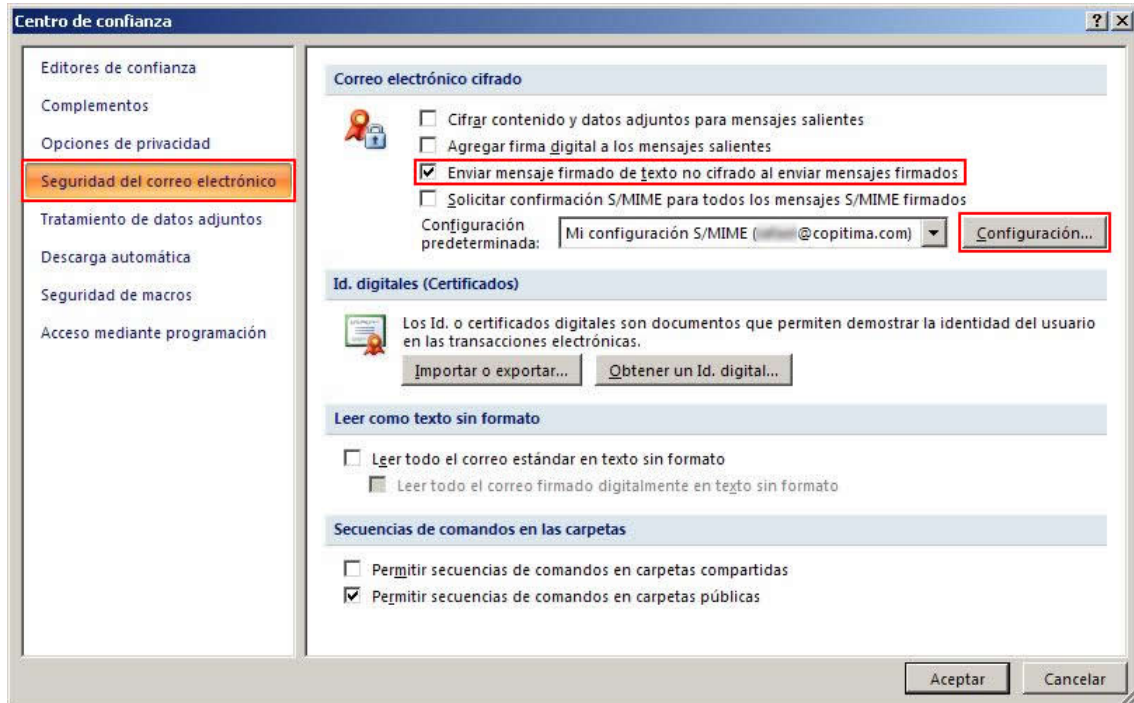 Centro de confianza
Editores de confianza
Complementos
Opciones de privacidad
Seguridad del correo electrónico
Tratamiento de datos adjuntos
Descarga automática
Seguridad de macros
Acceso mediante programación
Correo electrónico cifrado
Cifrar contenido y datos adjuntos para mensajes salientes
Agregar firma digital a los mensajes salientes
Enviar mensaje firmado de texto no cifrado al enviar mensajes firmados
Solicitar confirmación S/MIME para todos los mensajes S/MIME firmados
Configuración
predeterminada:
Mi configuración S/MIME ( @copitima.com)
Configuración...
Id. digitales (Certificados)
Los Id. o certificados digitales son documentos que permiten demostrar la identidad del usuario
en las transacciones electrónicas.
Importar o exportar...
Obtener un Id. digital...
Leer como texto sin formato
Leer todo el correo estándar en texto sin formato
Leer todo el correo firmado digitalmente en texto sin formato
Secuencias de comandos en las carpetas
Permitir secuencias de comandos en carpetas compartidas
Permitir secuencias de comandos en carpetas públicas
Aceptar
Cancelar